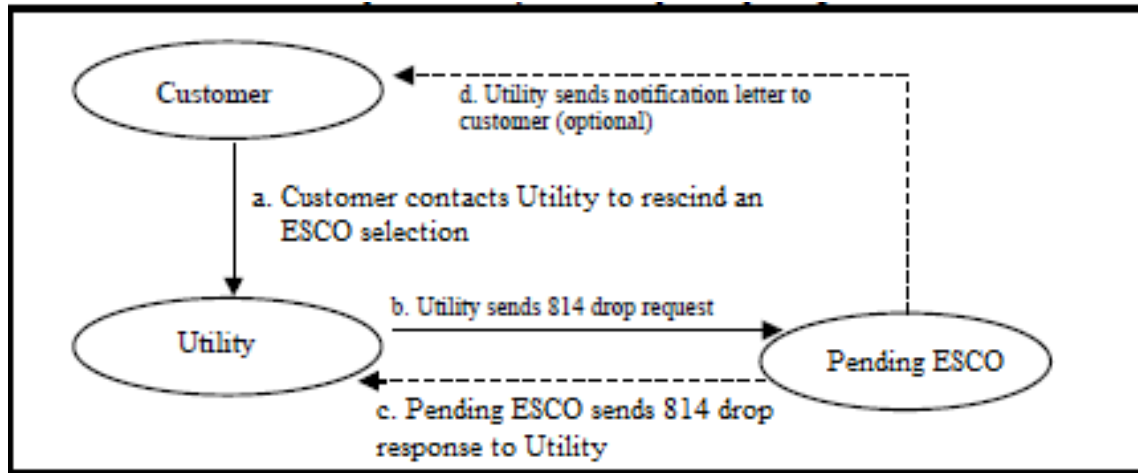 Customer
d. Utility sends notification letter to
customer (optional)
a. Customer contacts Utility to rescind an
ESCO selection
Utility
b. Utility sends 814 drop request
Pending ESCO
c. Pending ESCO sends 814 drop
response to Utility